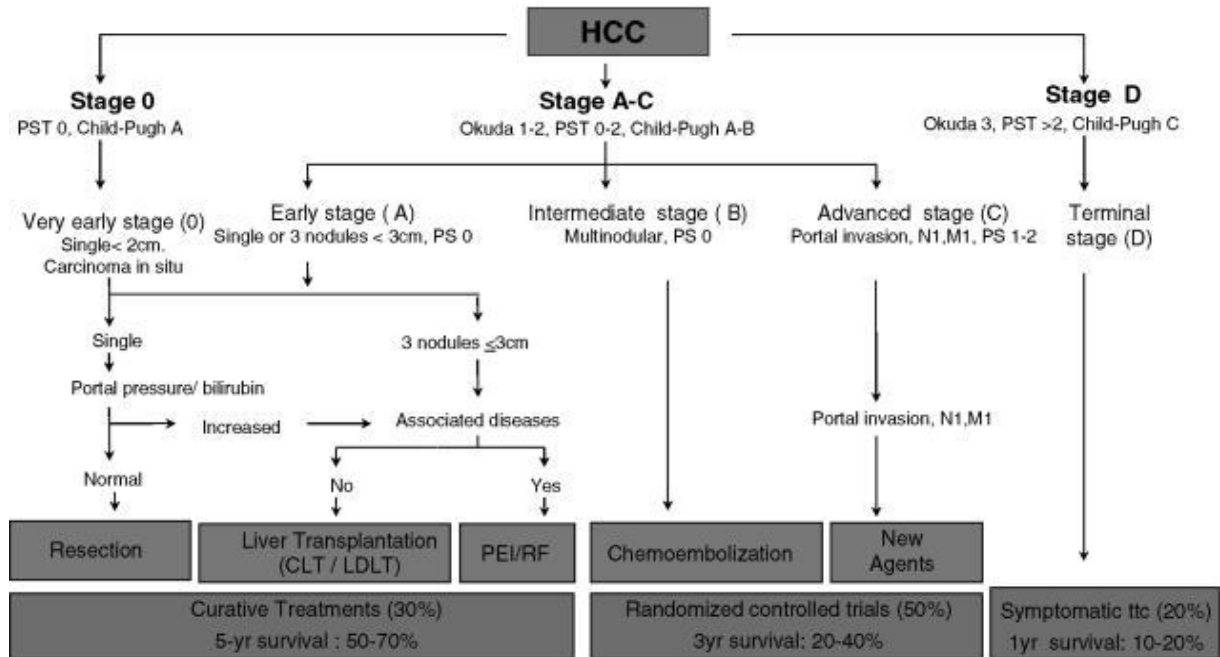 HCC
Stage 0
PST 0, Child-Pugh A
Stage A-C
Okuda 1-2, PST 0-2, Child-Pugh A-B
Stage D
Okuda 3, PST >2, Child-Pugh C
Very early stage (0)
Single< 2cm.
Carcinoma in situ
Early stage ( A)
Single or 3 nodules < 3cm, PS 0
Intermediate stage ( B)
Multinodular, PS 0
Advanced stage (C)
Portal invasion, N1,M1, PS 1-2
Terminal
stage (D)
Single
3 nodules ≤3cm
Portal pressure/ bilirubin
Increased
Associated diseases
Portal invasion, N1,M1
Normal
No
Yes
Resection
Liver Transplantation
(CLT / LDLT)
PEI/RF
Chemoembolization
New
Agents
Curative Treatments (30%)
5-yr survival : 50-70%
Randomized controlled trials (50%)
3yr survival: 20-40%
Symptomatic ttc (20%)
1yr survival: 10-20%